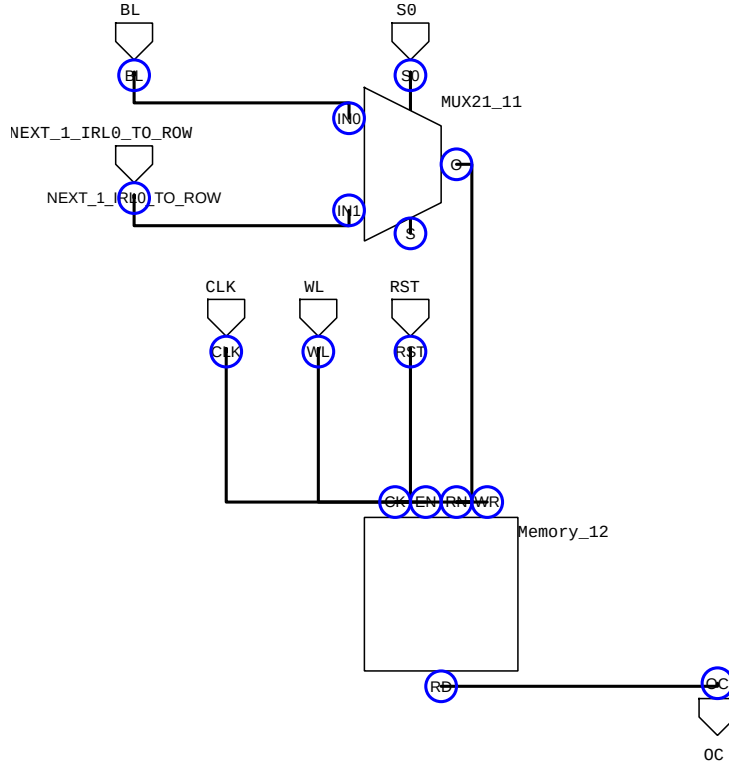 BL
S0
BL
S0
MUX21_11
IN0
NEXT_1_IRL0_TO_ROW
O
NEXT_1_IRL0_TO_ROW
IN1
S
CLK
WL
RST
CLK
WL
RST
CK
EN
RN
WR
Memory_12
RD
OC
OC